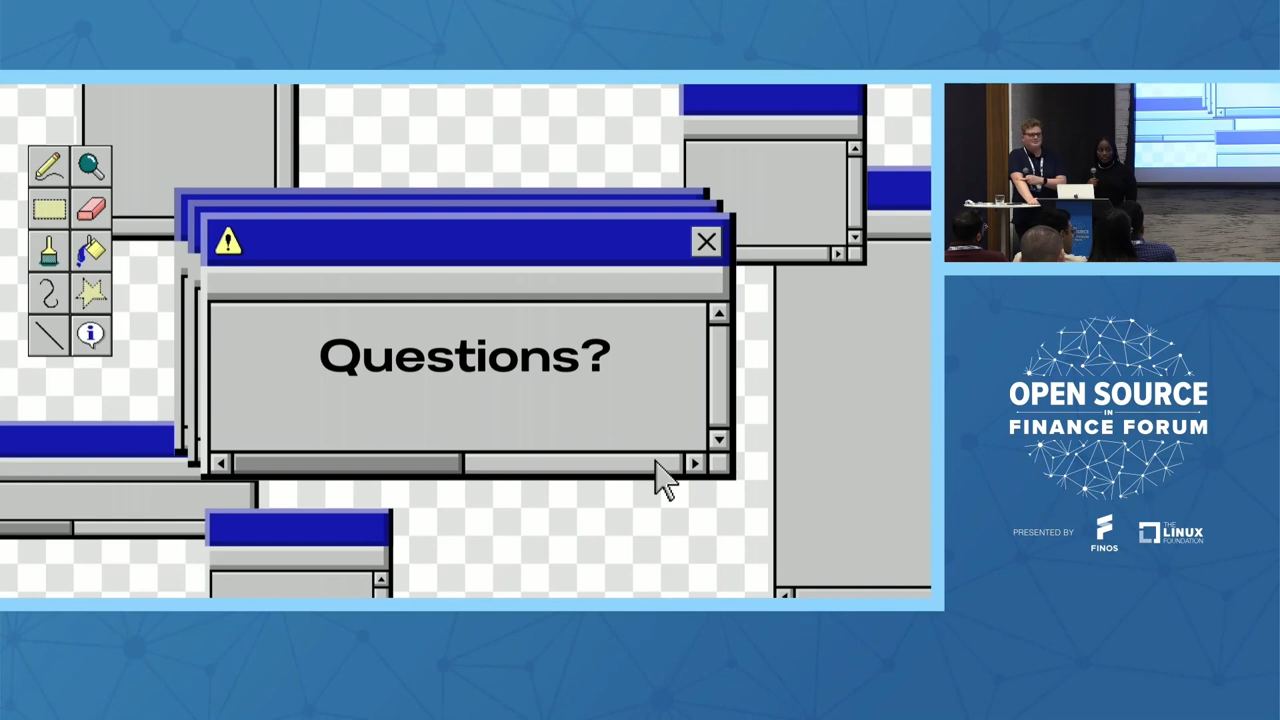 Questions?
OPEN SOURCE
IN
FINANCE FORUM
PRESENTED BY
FINOS
THE
LINUX
FOUNDATION